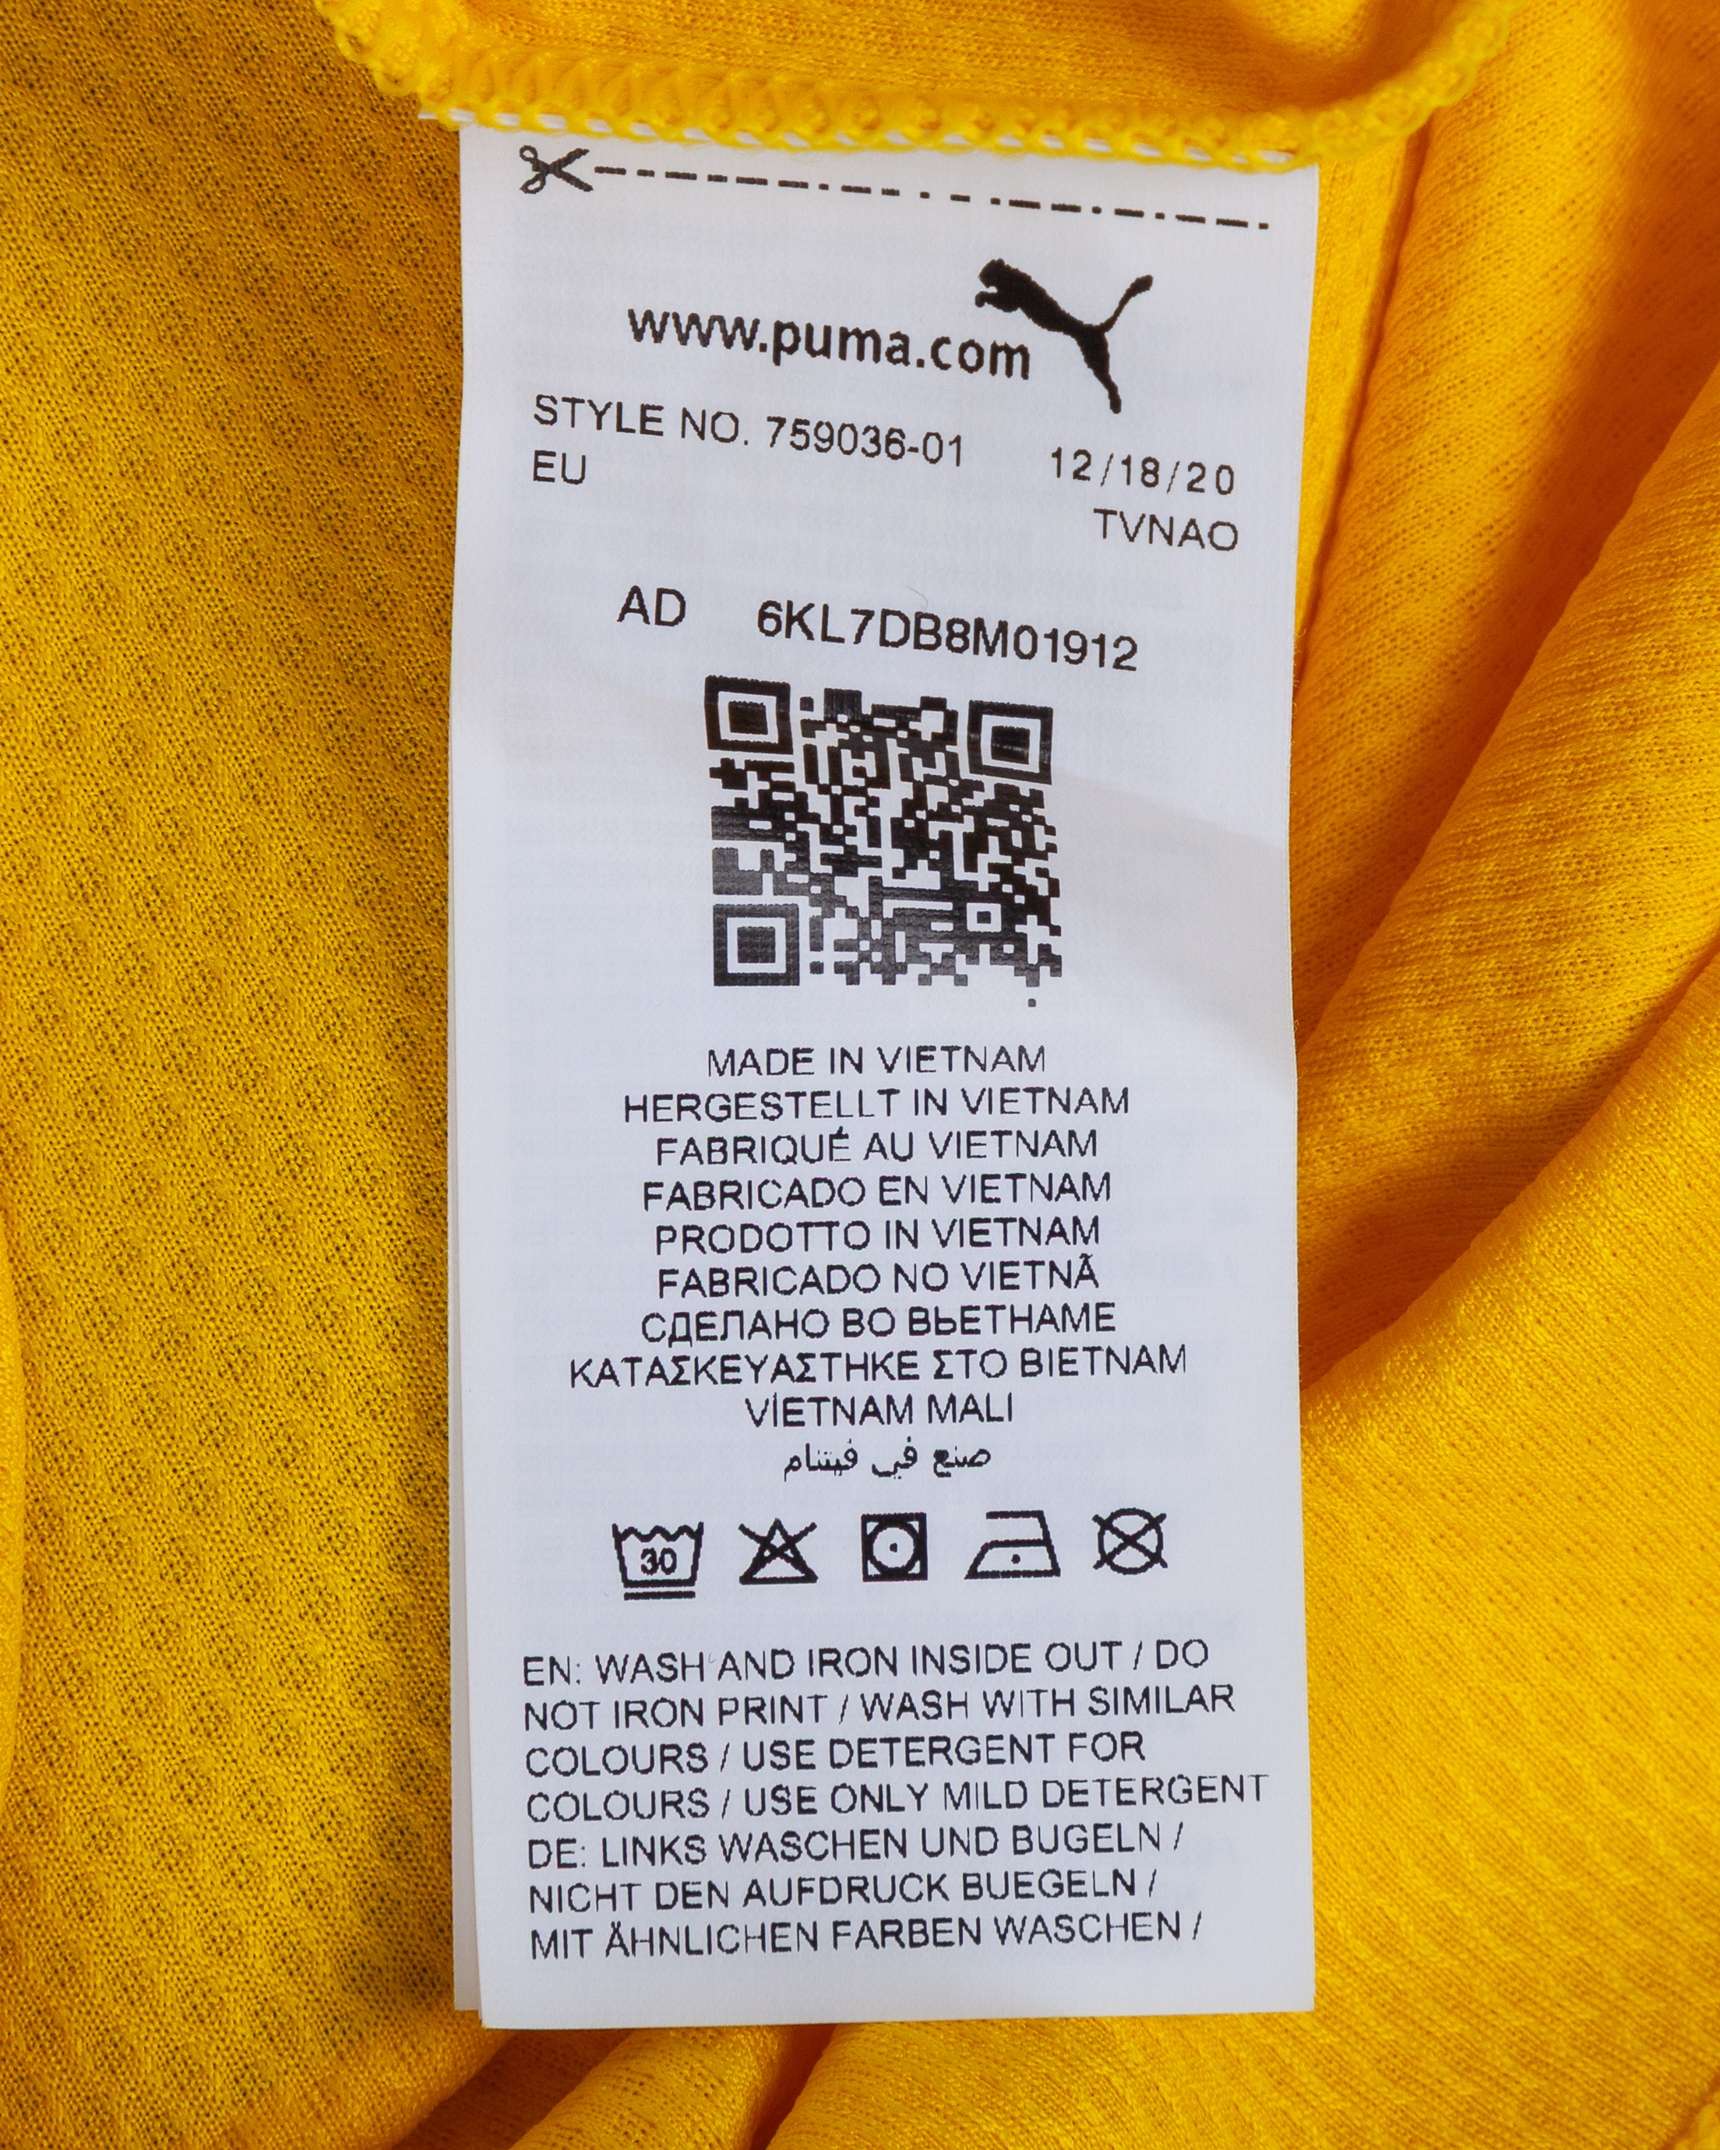 www.puma.com
STYLE NO. 759036-01 12/18/20
EU TVNAO
AD 6KL7DB8M01912
MADE IN VIETNAM
HERGESTELLT IN VIETNAM
FABRIQUÉ AU VIETNAM
FABRICADO EN VIETNAM
PRODOTTO IN VIETNAM
FABRICADO NO VIETNÃ
СДЕЛАНО ВО ВЬЕТНАМЕ
ΚΑΤΑΣΚΕΥΑΣΤΗΚΕ ΣΤΟ ΒΙΕΤΝΑΜ
VİETNAM MALI
صنع في فيتنام
30
EN: WASH AND IRON INSIDE OUT / DO
NOT IRON PRINT / WASH WITH SIMILAR
COLOURS / USE DETERGENT FOR
COLOURS / USE ONLY MILD DETERGENT
DE: LINKS WASCHEN UND BUGELN /
NICHT DEN AUFDRUCK BUEGELN /
MIT ÄHNLICHEN FARBEN WASCHEN /